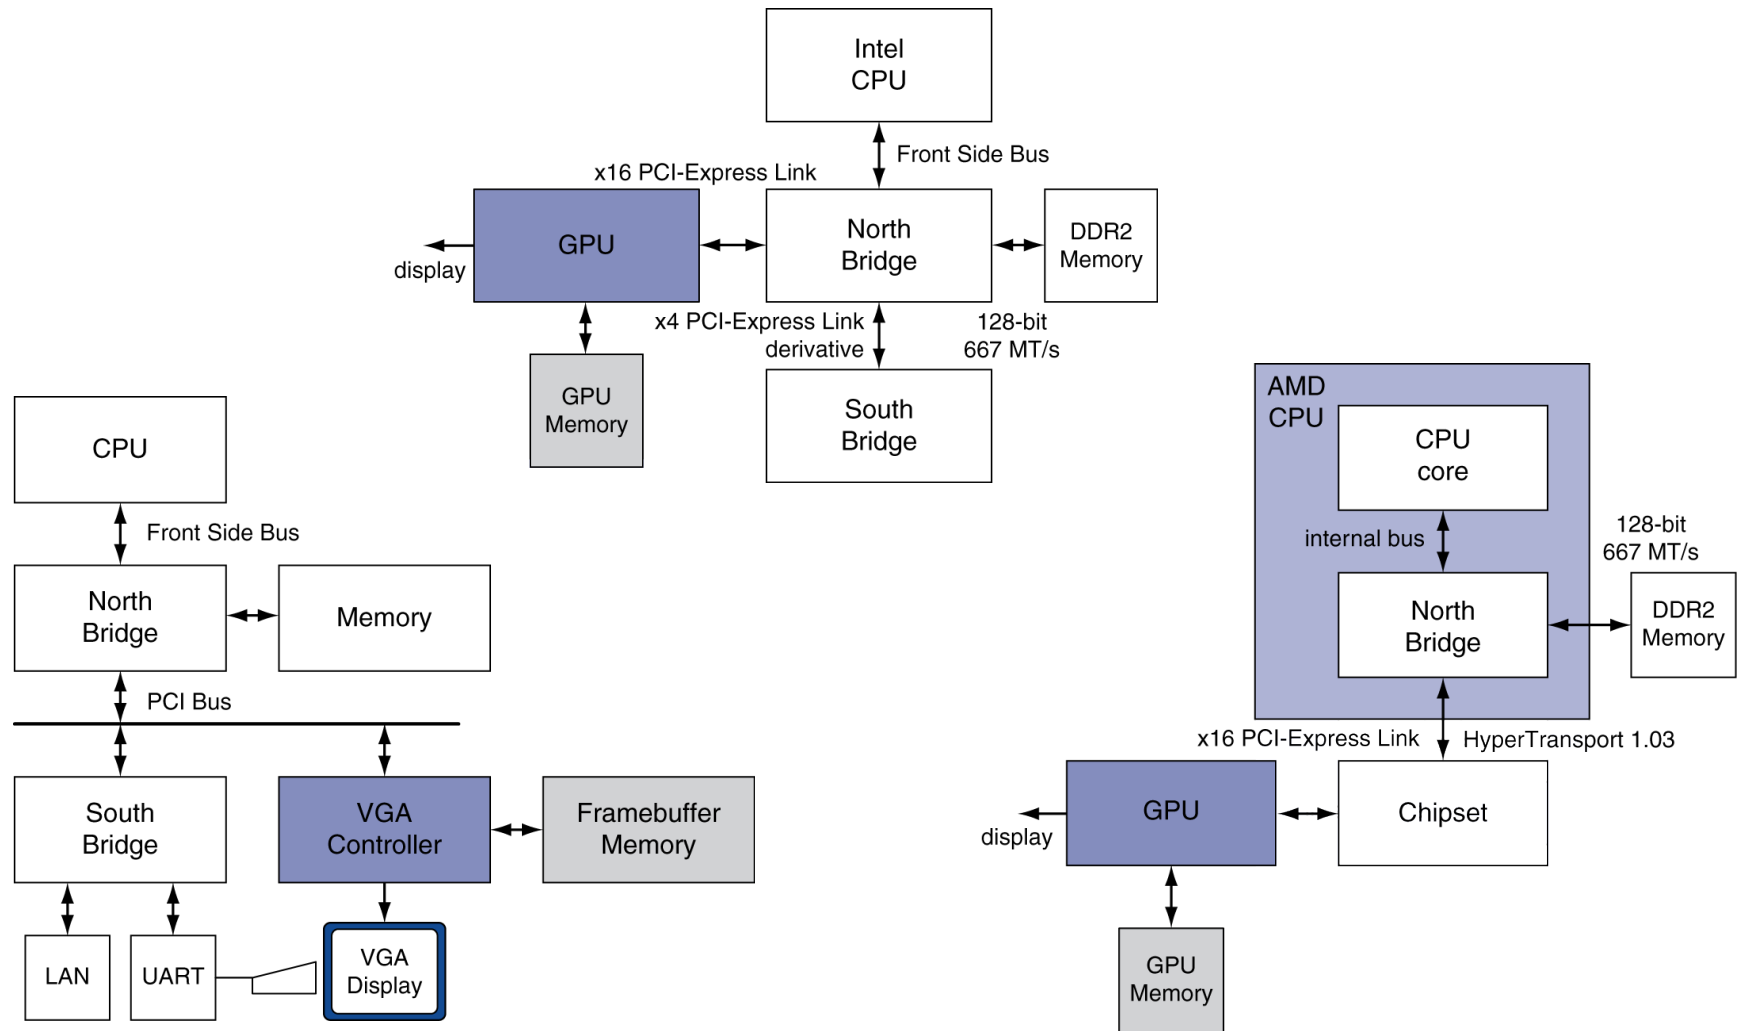 Intel
CPU
Front Side Bus
x16 PCI-Express Link
GPU
North
Bridge
DDR2
Memory
display
x4 PCI-Express Link
derivative
128-bit
667 MT/s
GPU
Memory
South
Bridge
CPU
Front Side Bus
North
Bridge
Memory
PCI Bus
South
Bridge
VGA
Controller
Framebuffer
Memory
LAN
UART
VGA
Display
AMD
CPU
CPU
core
internal bus
128-bit
667 MT/s
North
Bridge
DDR2
Memory
x16 PCI-Express Link
HyperTransport 1.03
GPU
Chipset
display
GPU
Memory